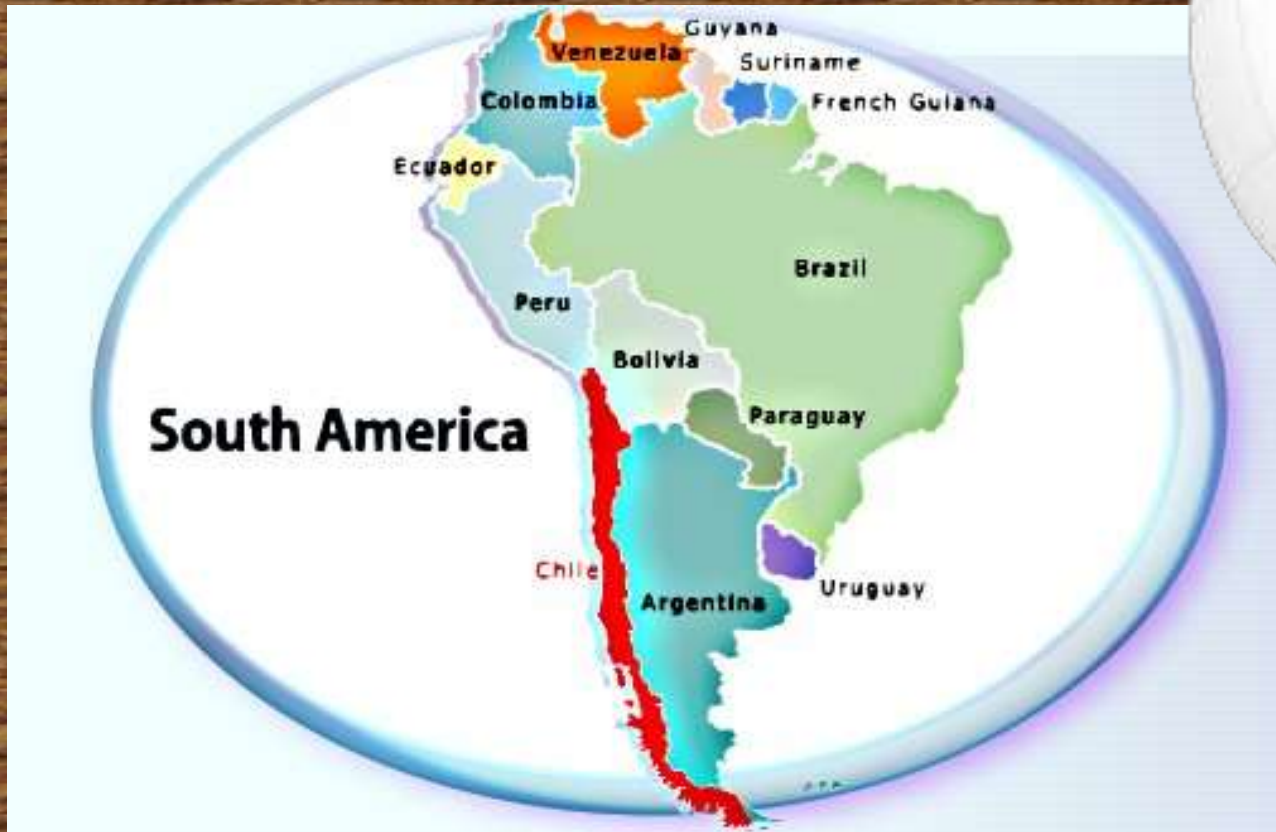 Guyana
Venezuela
Suriname
Colombia
French Guiana
Ecuador
Brazil
Peru
Bolivia
Paraguay
South America
Chile
Argentina
Uruguay